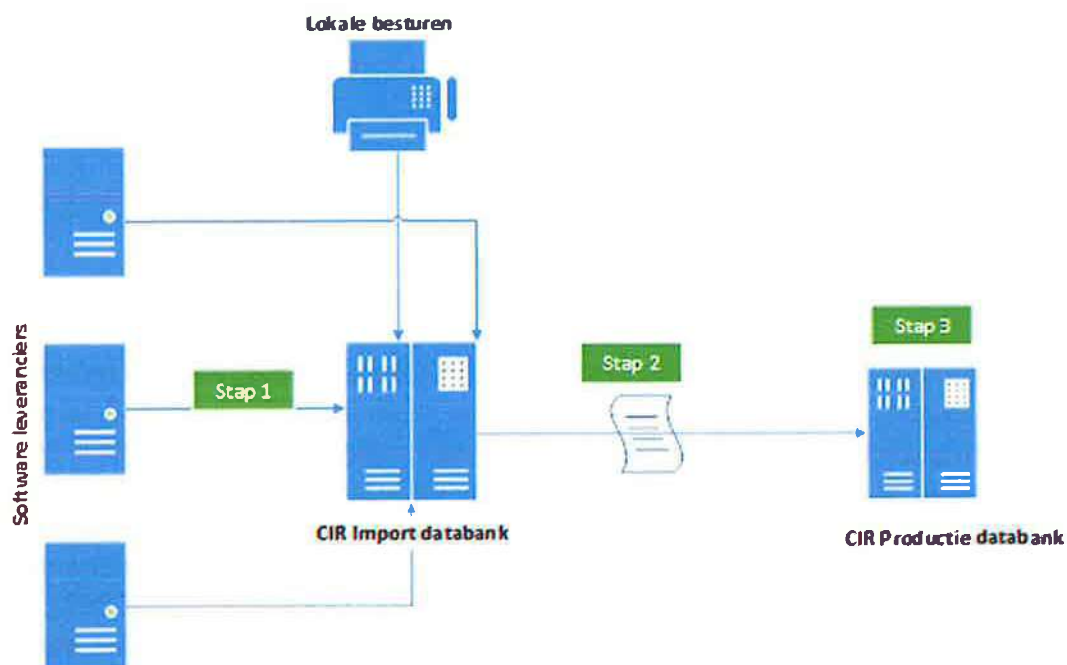 Lokale besturen
Software leveranciers
Stap 1
Stap 2
Stap 3
CIR Import databank
CIR Productie databank